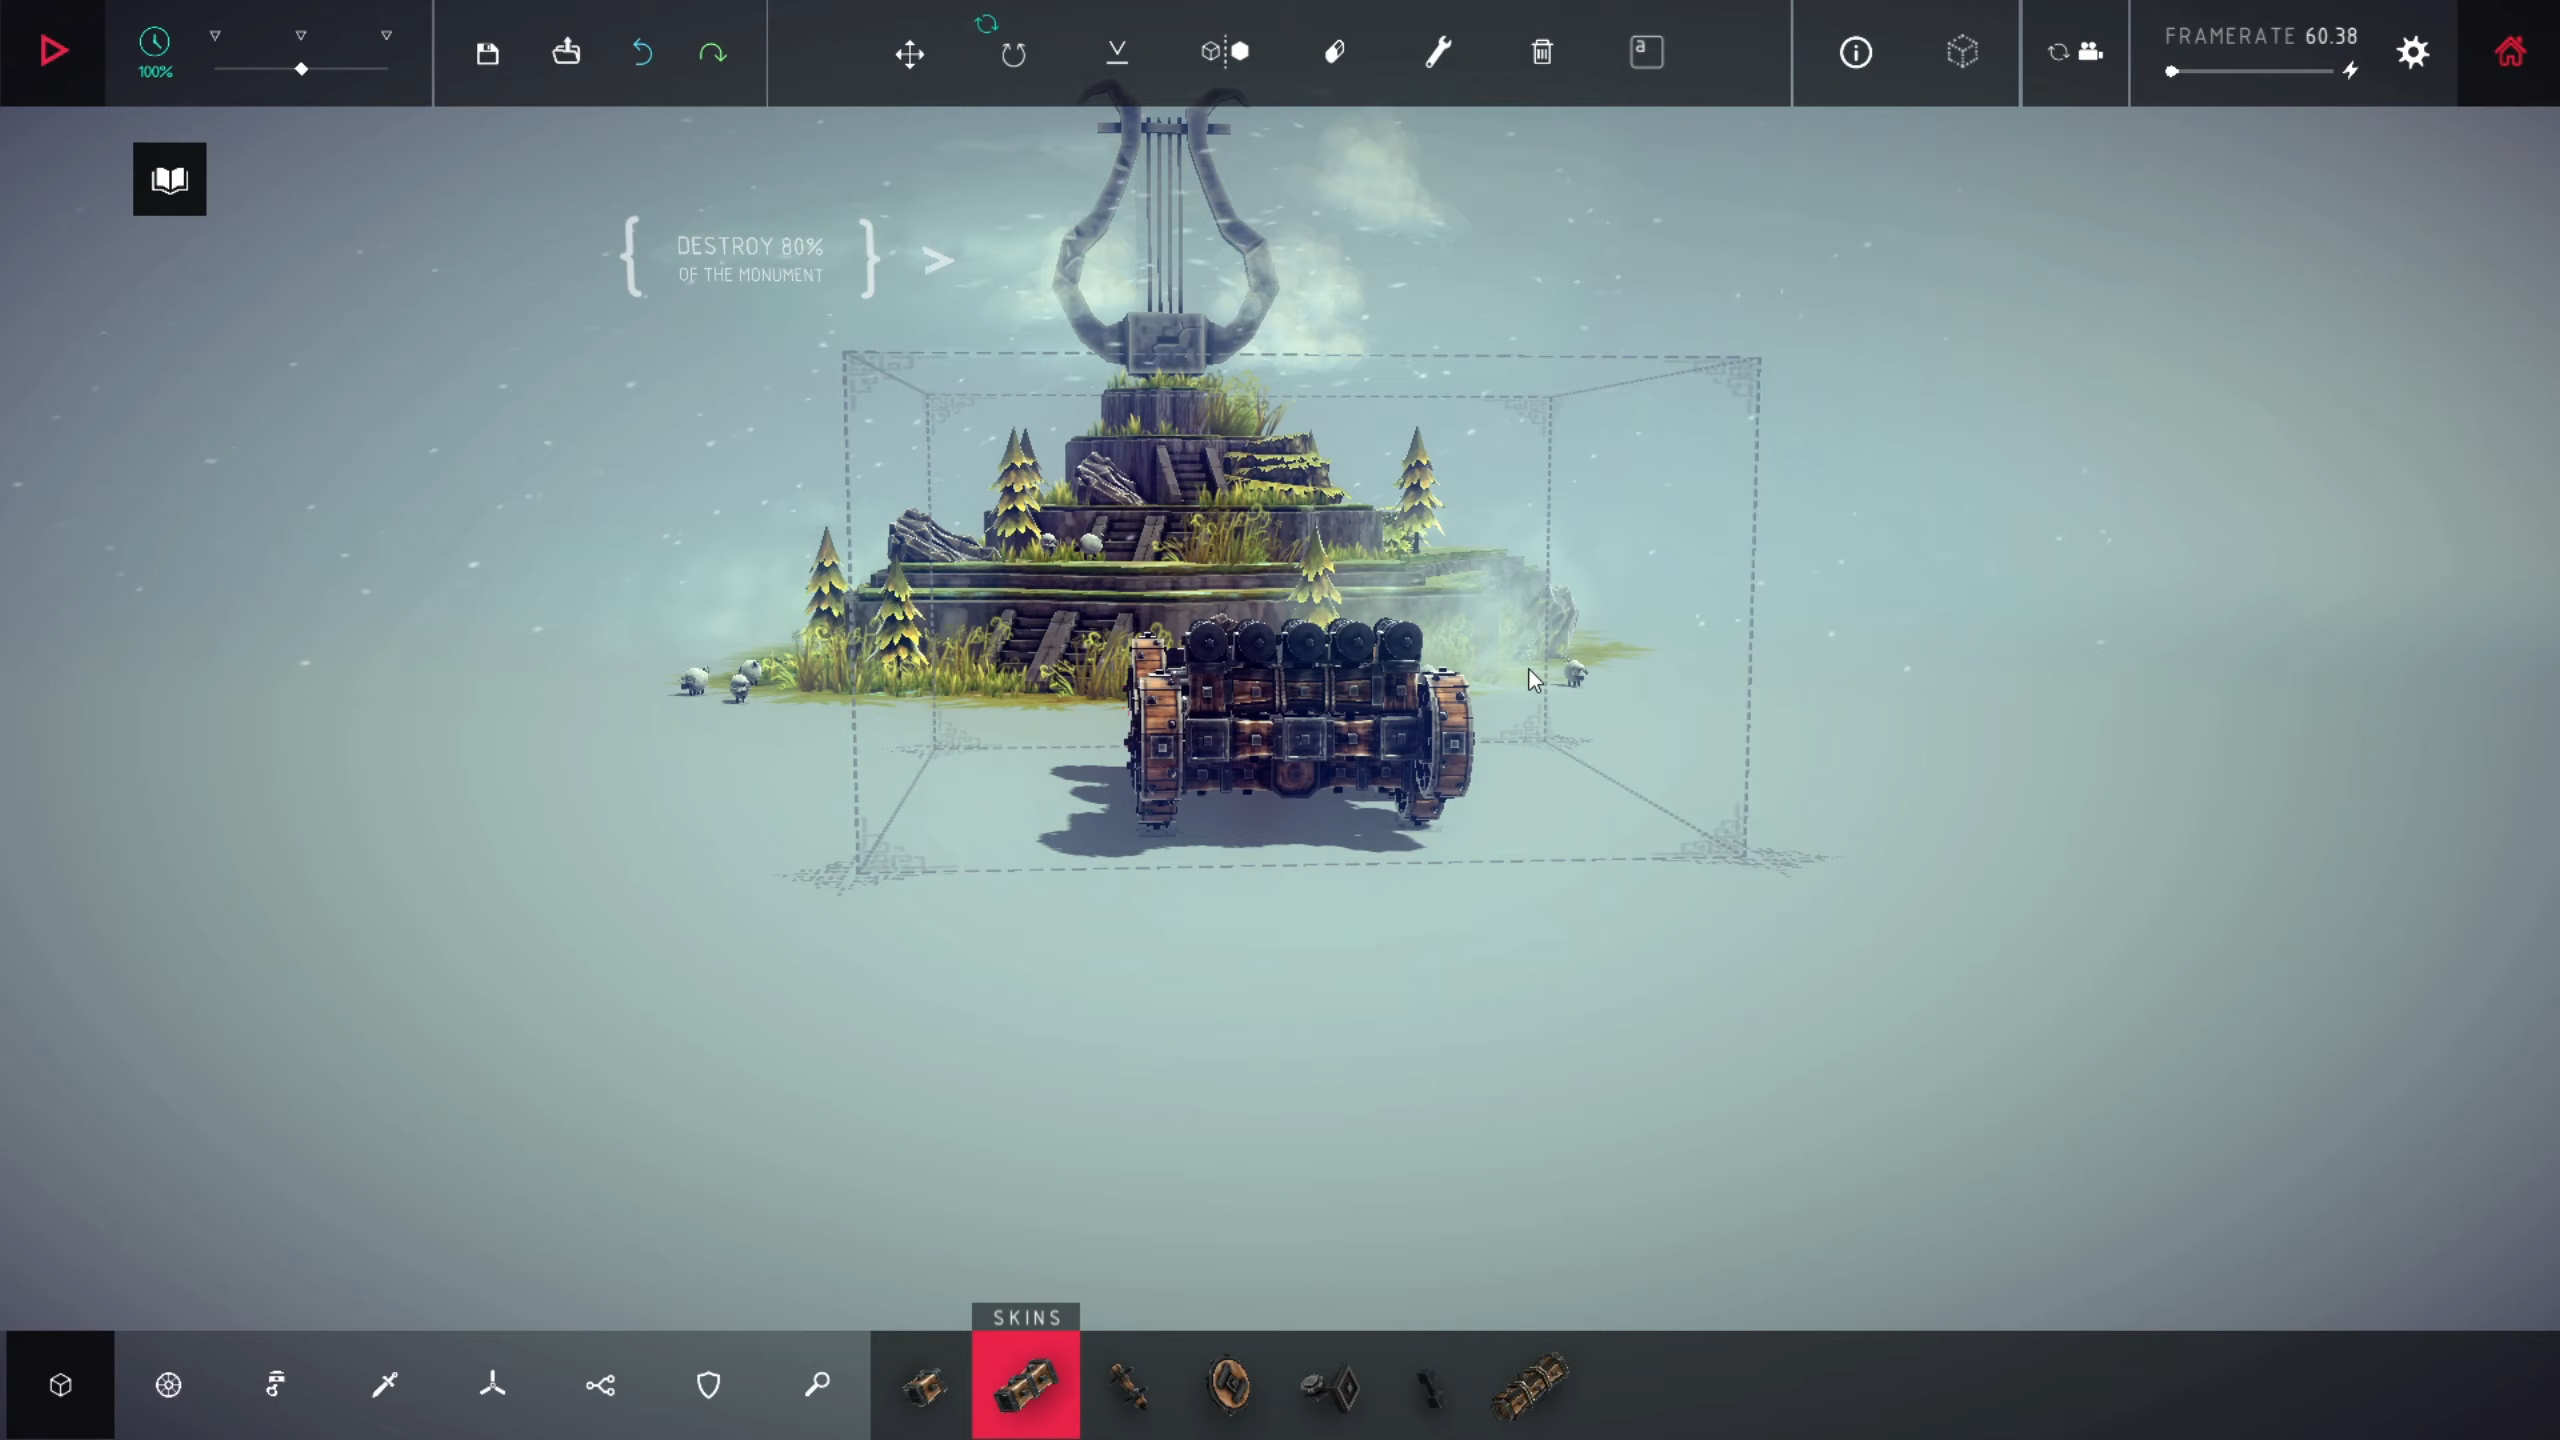 100%
a
FRAMERATE 60.38
DESTROY 80%
OF THE MONUMENT
SKINS